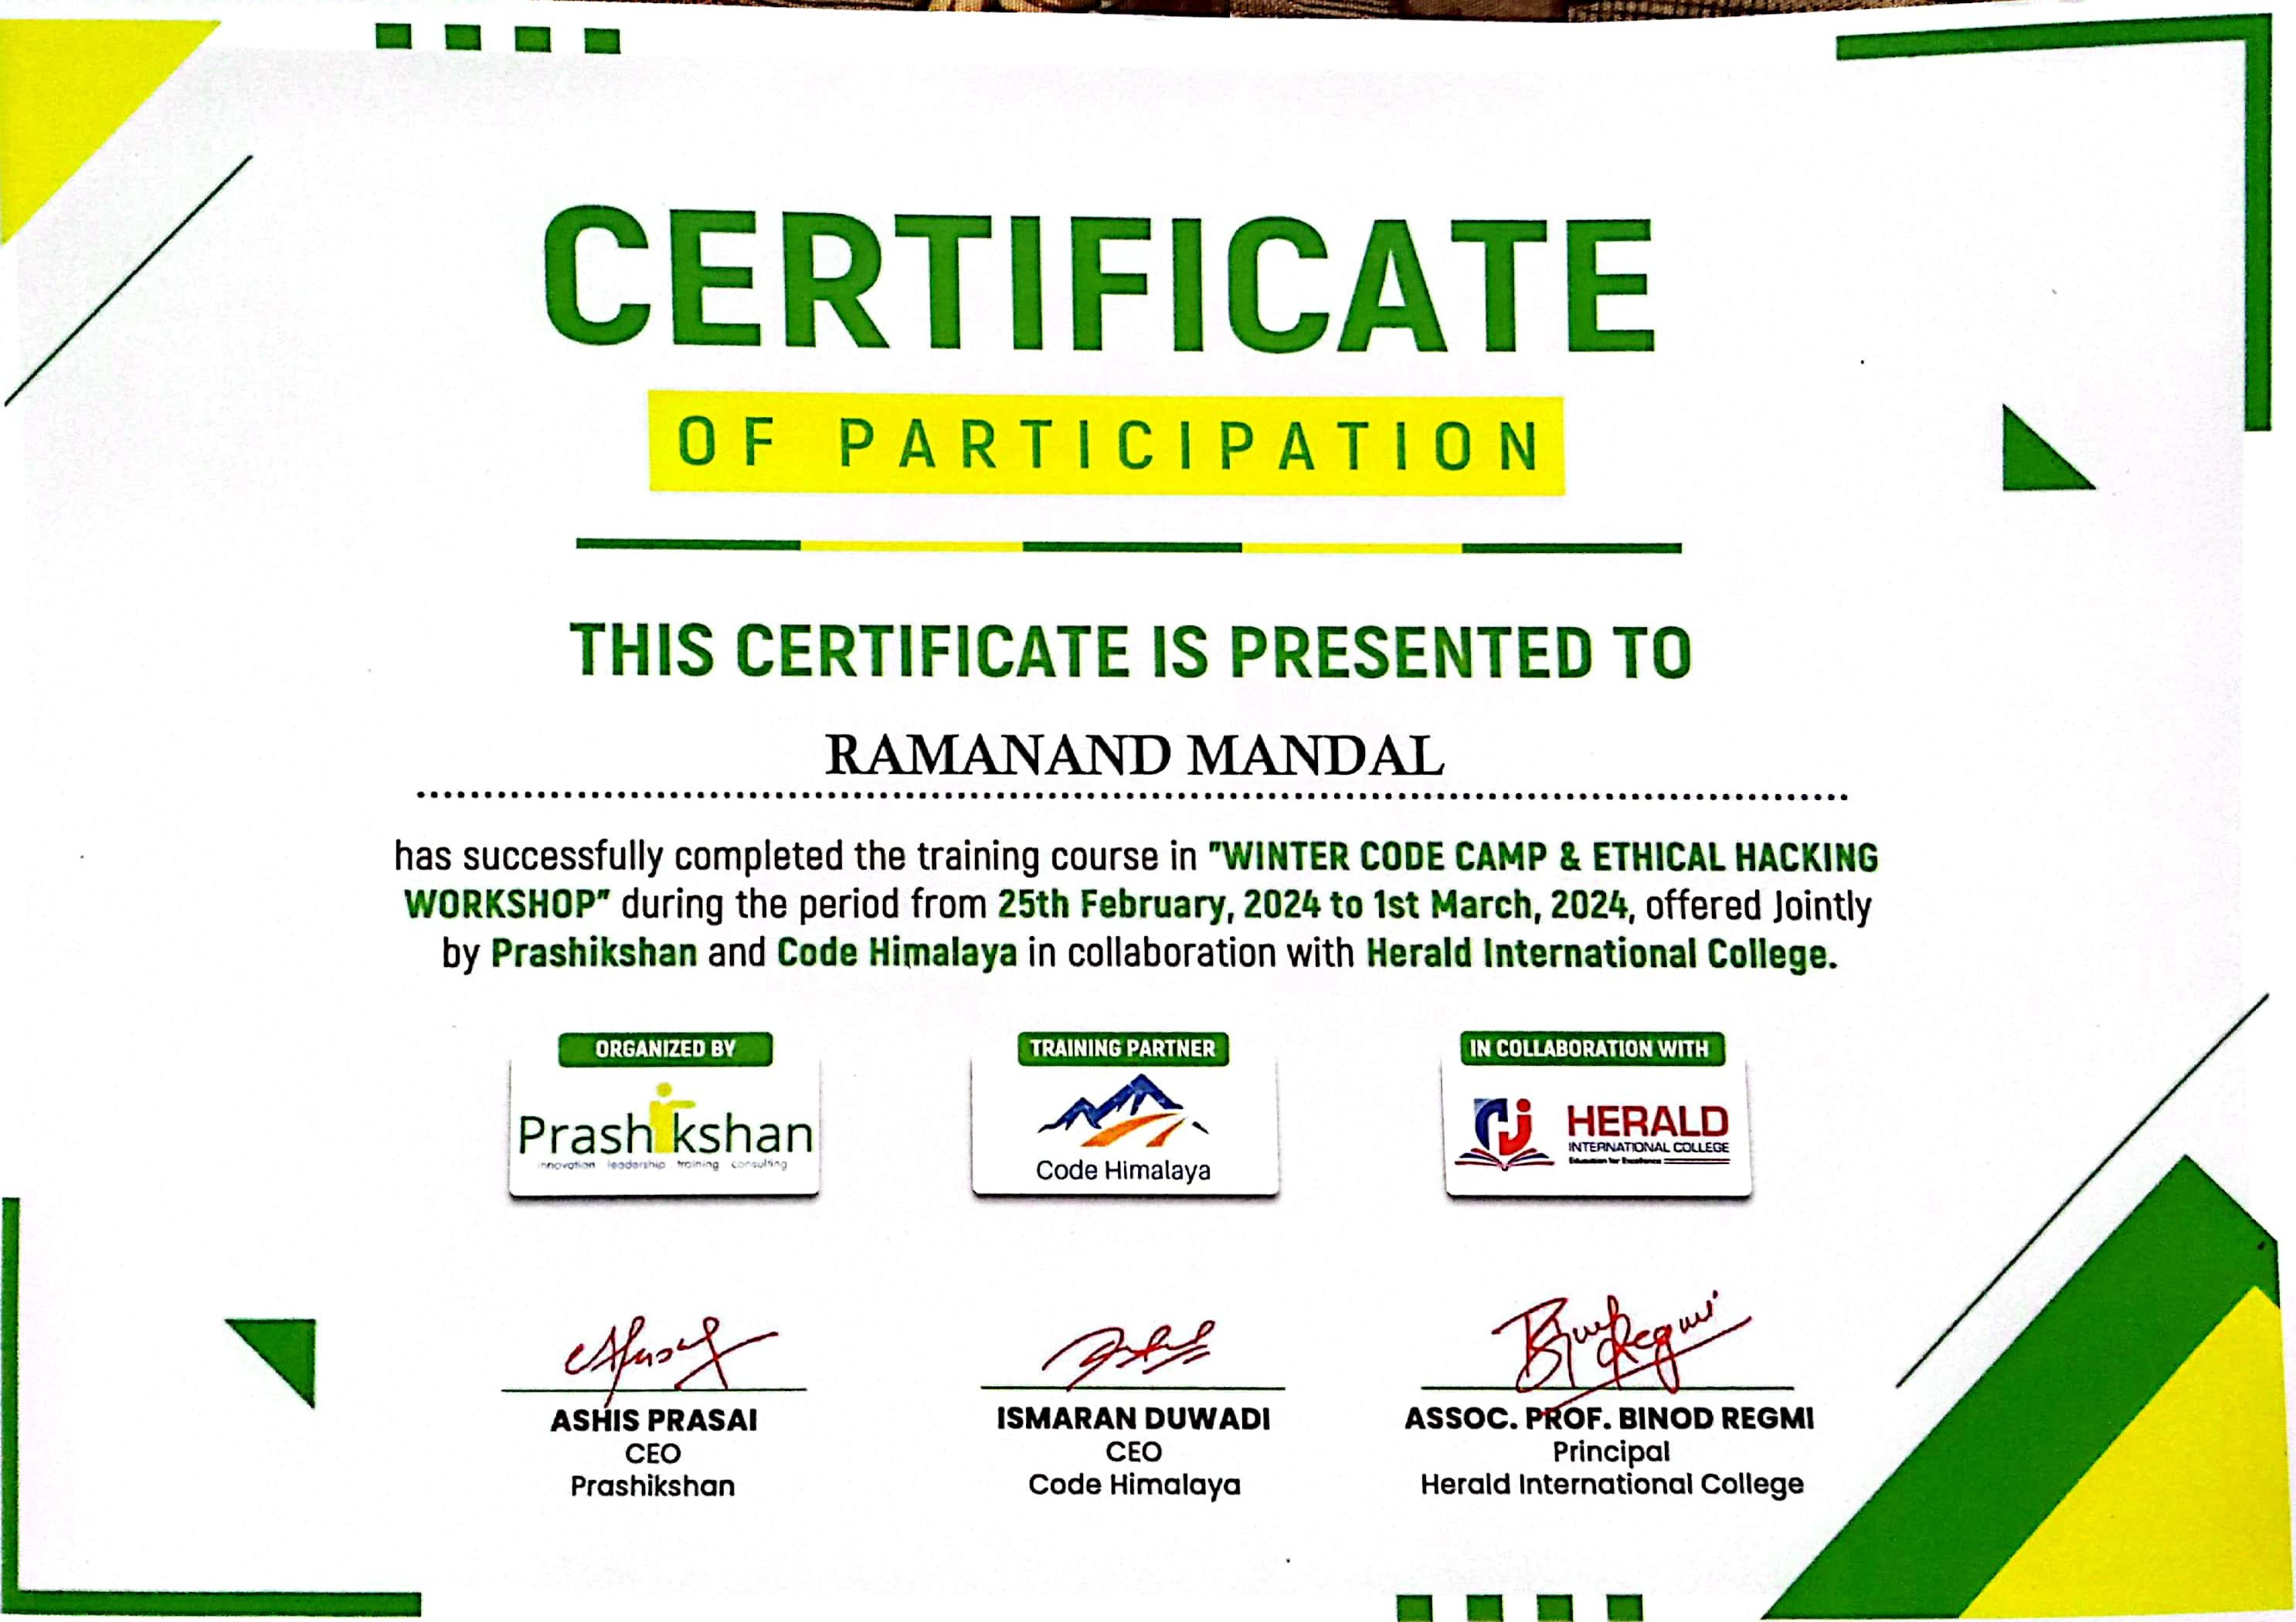 CERTIFICATE
OF PARTICIPATION
THIS CERTIFICATE IS PRESENTED TO
RAMANAND MANDAL
has successfully completed the training course in "WINTER CODE CAMP & ETHICAL HACKING
WORKSHOP" during the period from 25th February, 2024 to 1st March, 2024, offered Jointly
by Prashikshan and Code Himalaya in collaboration with Herald International College.
ORGANIZED BY
Prashikshan
innovation leadership training consulting
TRAINING PARTNER
Code Himalaya
IN COLLABORATION WITH
HERALD
INTERNATIONAL COLLEGE
Education for Excellence
ASHIS PRASAI
CEO
Prashikshan
ISMARAN DUWADI
CEO
Code Himalaya
Binod Regmi
ASSOC. PROF. BINOD REGMI
Principal
Herald International College